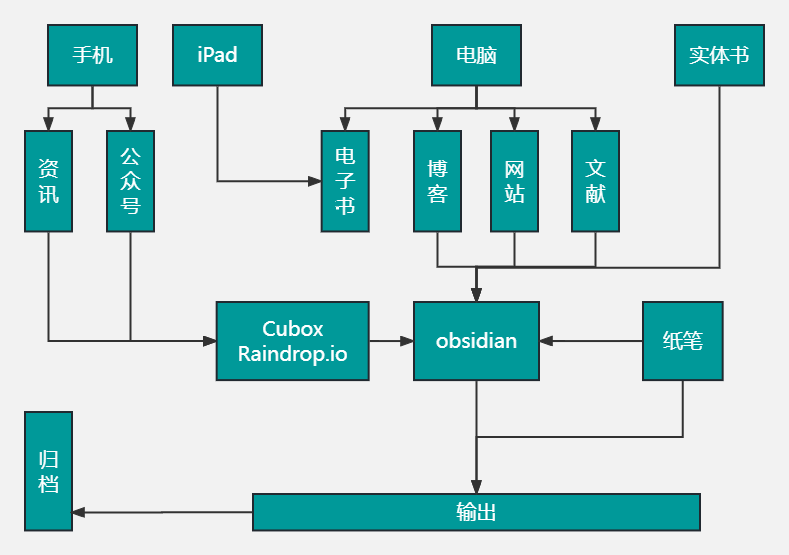 手机
iPad
电脑
实体书
资讯
公众号
电子书
博客
网站
文献
Cubox
Raindrop.io
obsidian
纸笔
归档
输出